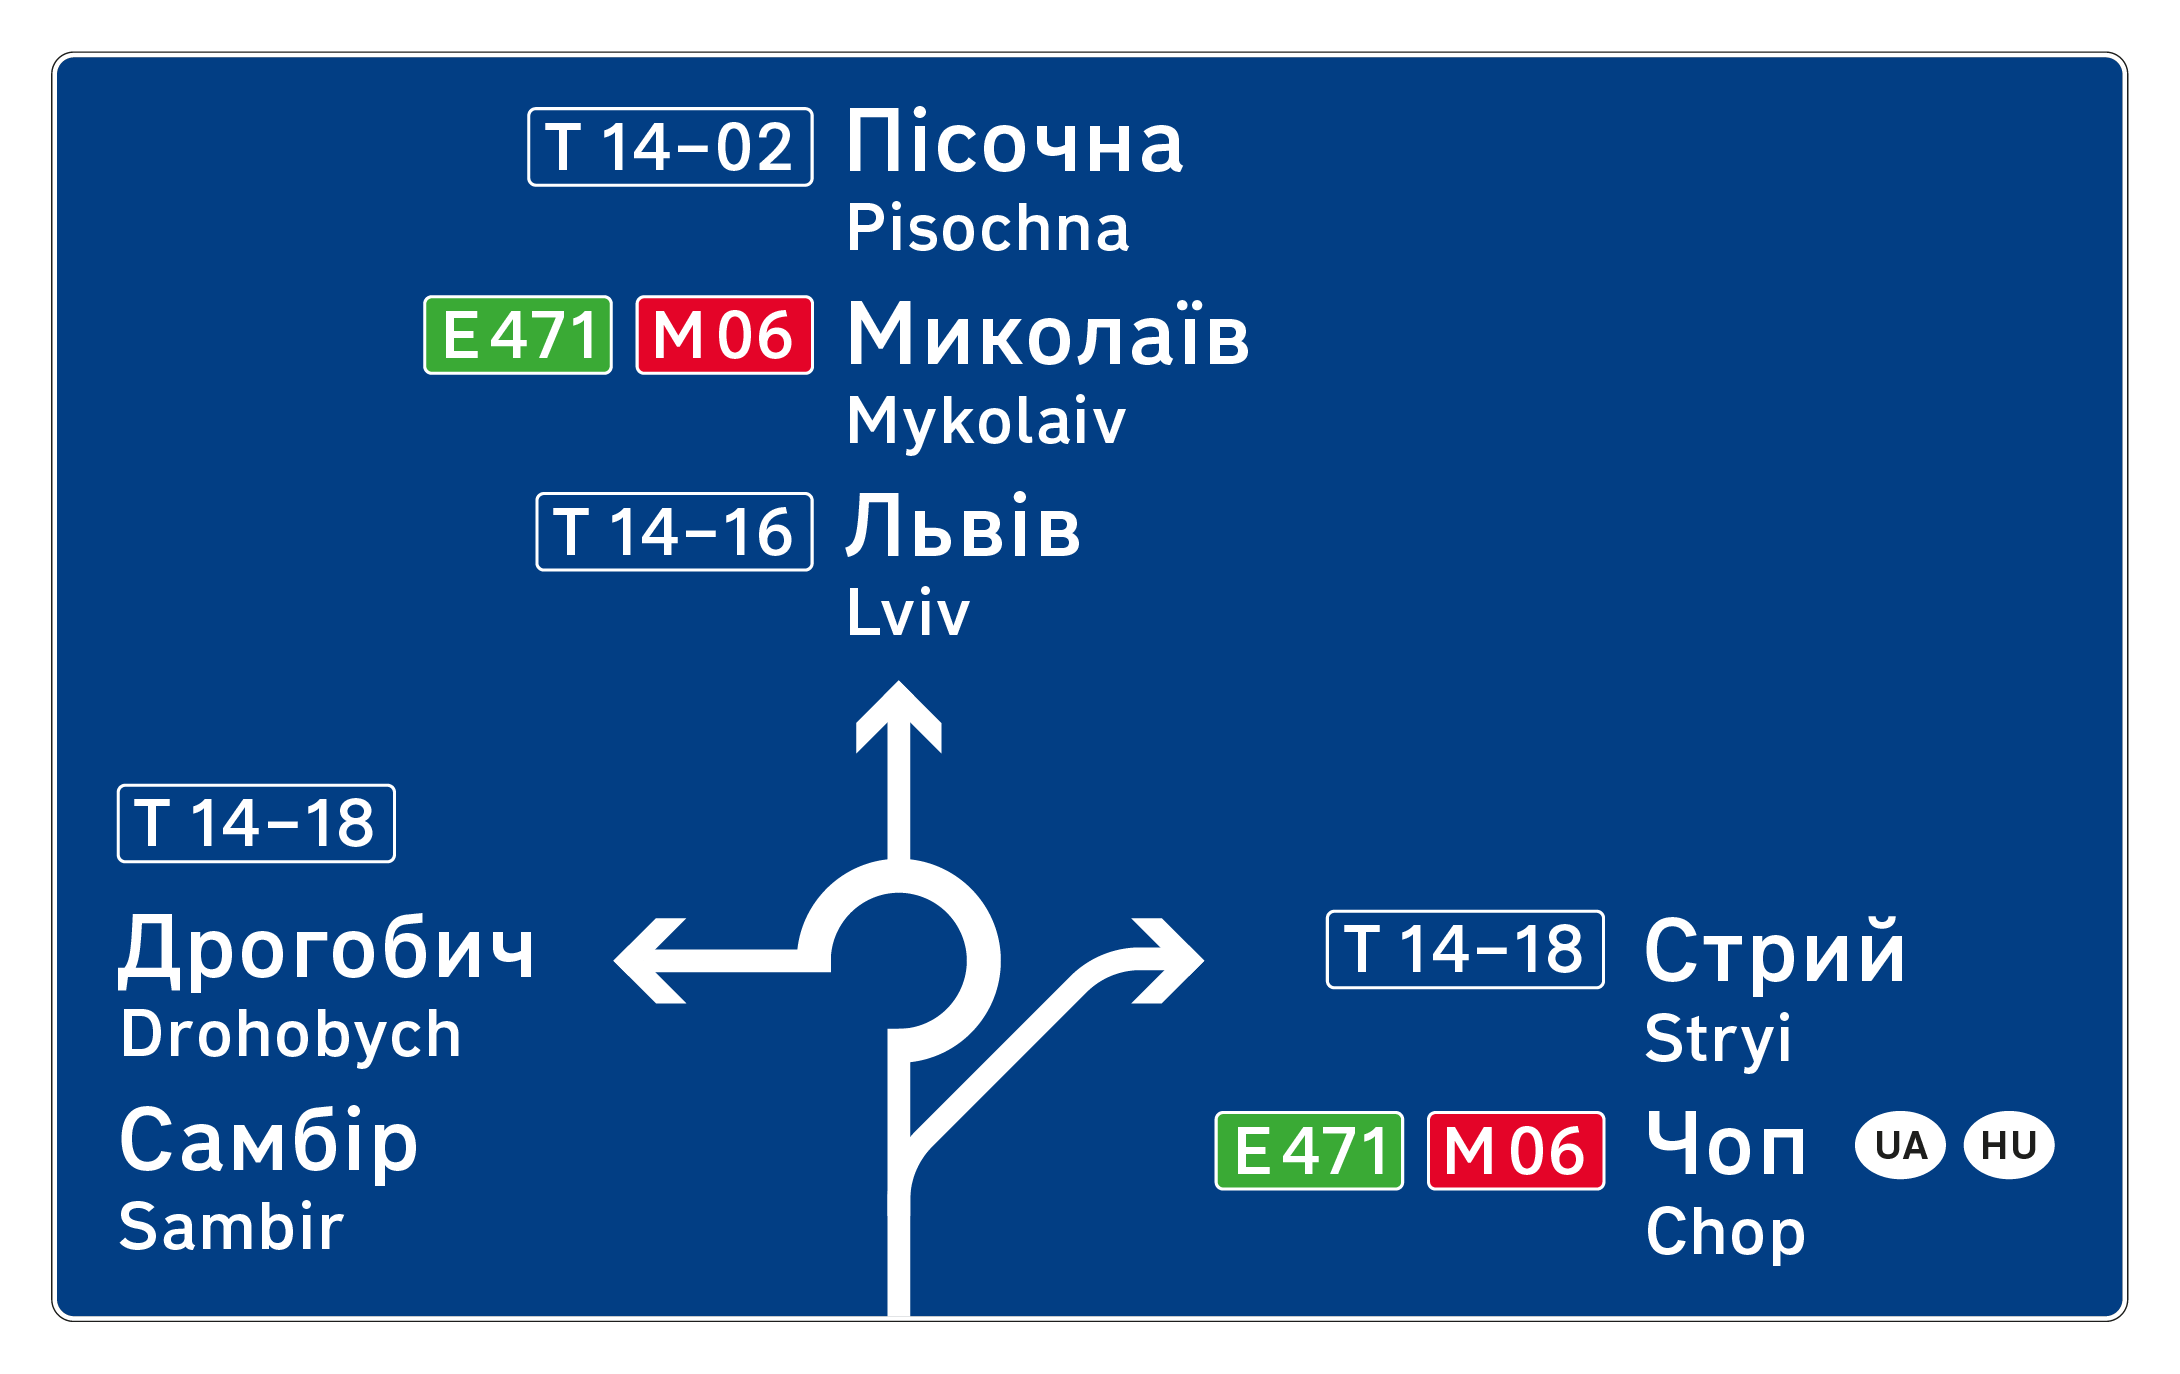 Т 14-02 Пісочна
Pisochna
E 471 М 06 Миколаїв
Mykolaiv
Т 14-16 Львів
Lviv
Т 14-18
Дрогобич
Drohobych
Самбір
Sambir
Т 14-18 Стрий
Stryi
E 471 М 06 Чоп UA HU
Chop